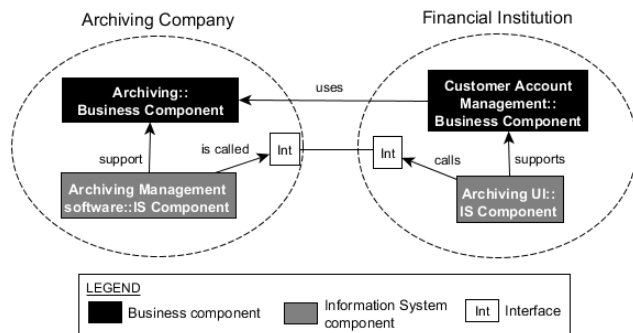 Archiving Company
Financial Institution
Archiving::
Business Component
uses
Customer Account
Management::
Business Component
support
is called
Int
Int
calls
supports
Archiving Management
software::IS Component
Archiving UI::
IS Component
LEGEND
Business component
Information System
component
Int
Interface